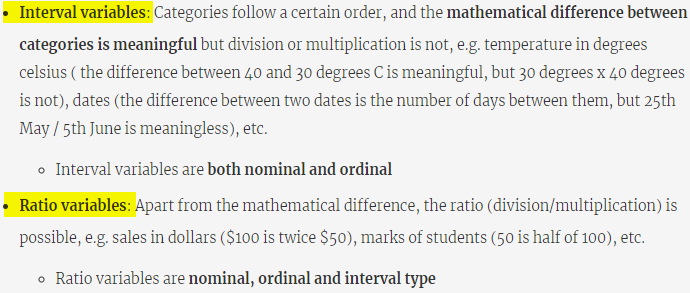 • Interval variables: Categories follow a certain order, and the mathematical difference between
categories is meaningful but division or multiplication is not, e.g. temperature in degrees
celsius ( the difference between 40 and 30 degrees C is meaningful, but 30 degrees x 40 degrees
is not), dates (the difference between two dates is the number of days between them, but 25th
May / 5th June is meaningless), etc.
◦ Interval variables are both nominal and ordinal
• Ratio variables: Apart from the mathematical difference, the ratio (division/multiplication) is
possible, e.g. sales in dollars ($100 is twice $50), marks of students (50 is half of 100), etc.
◦ Ratio variables are nominal, ordinal and interval type